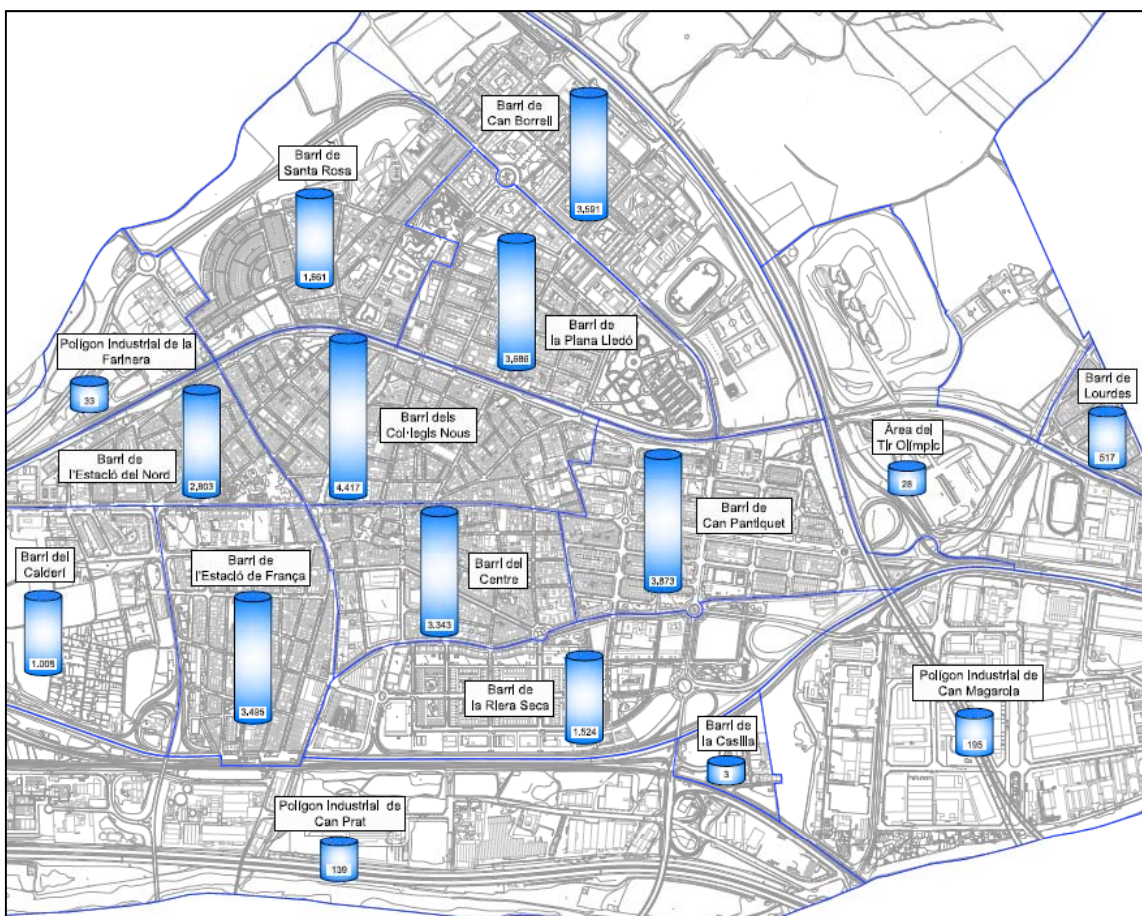 Barri de
Can Borrell
3.591
Barri de
Santa Rosa
1.961
Barri de
la Plana Lledó
3.686
Polígon Industrial de la
Farinera
33
Barri de
l'Estació del Nord
2.803
Barri dels
Col·legis Nous
4.417
Barri de
Lourdes
517
Àrea del
Tir Olímpic
28
Barri de
Can Pantiquet
3.873
Barri del
Calderí
1.005
Barri de
l'Estació de França
3.495
Barri del
Centre
3.343
Barri de
la Riera Seca
1.524
Polígon Industrial de
Can Magarola
195
Barri de
la Casilla
3
Polígon Industrial de
Can Prat
139